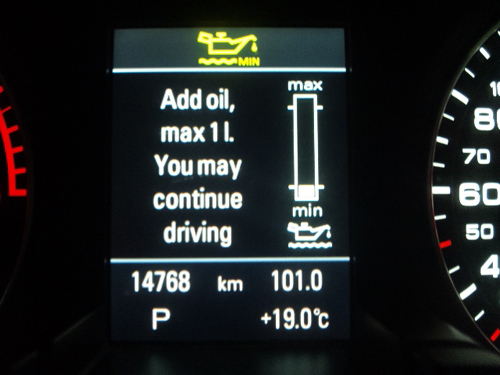 MIN
Add oil,
max 1 l.
You may
continue
driving
max
min
14768 km 101.0
P +19.0°c
80
70
60
50